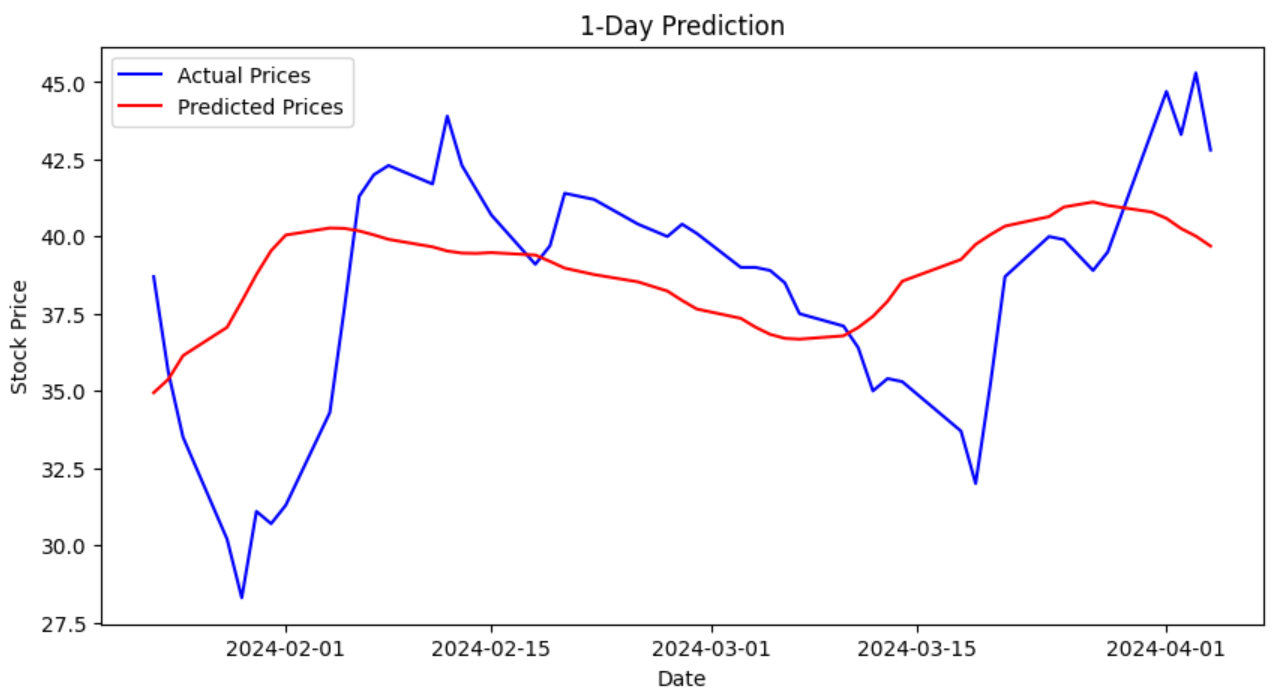 1-Day Prediction
Actual Prices
Predicted Prices
45.0
42.5
40.0
37.5
35.0
32.5
30.0
27.5
Stock Price
2024-02-01
2024-02-15
2024-03-01
2024-03-15
2024-04-01
Date